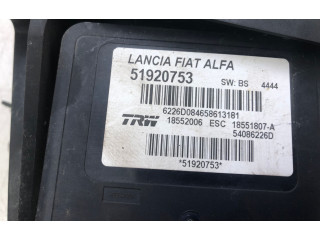 LANCIA FIAT ALFA
51920753 SW: BS 4444
6226D084658613181
TRW 18552006 ESC 18551807-A
54086226D
*51920753*